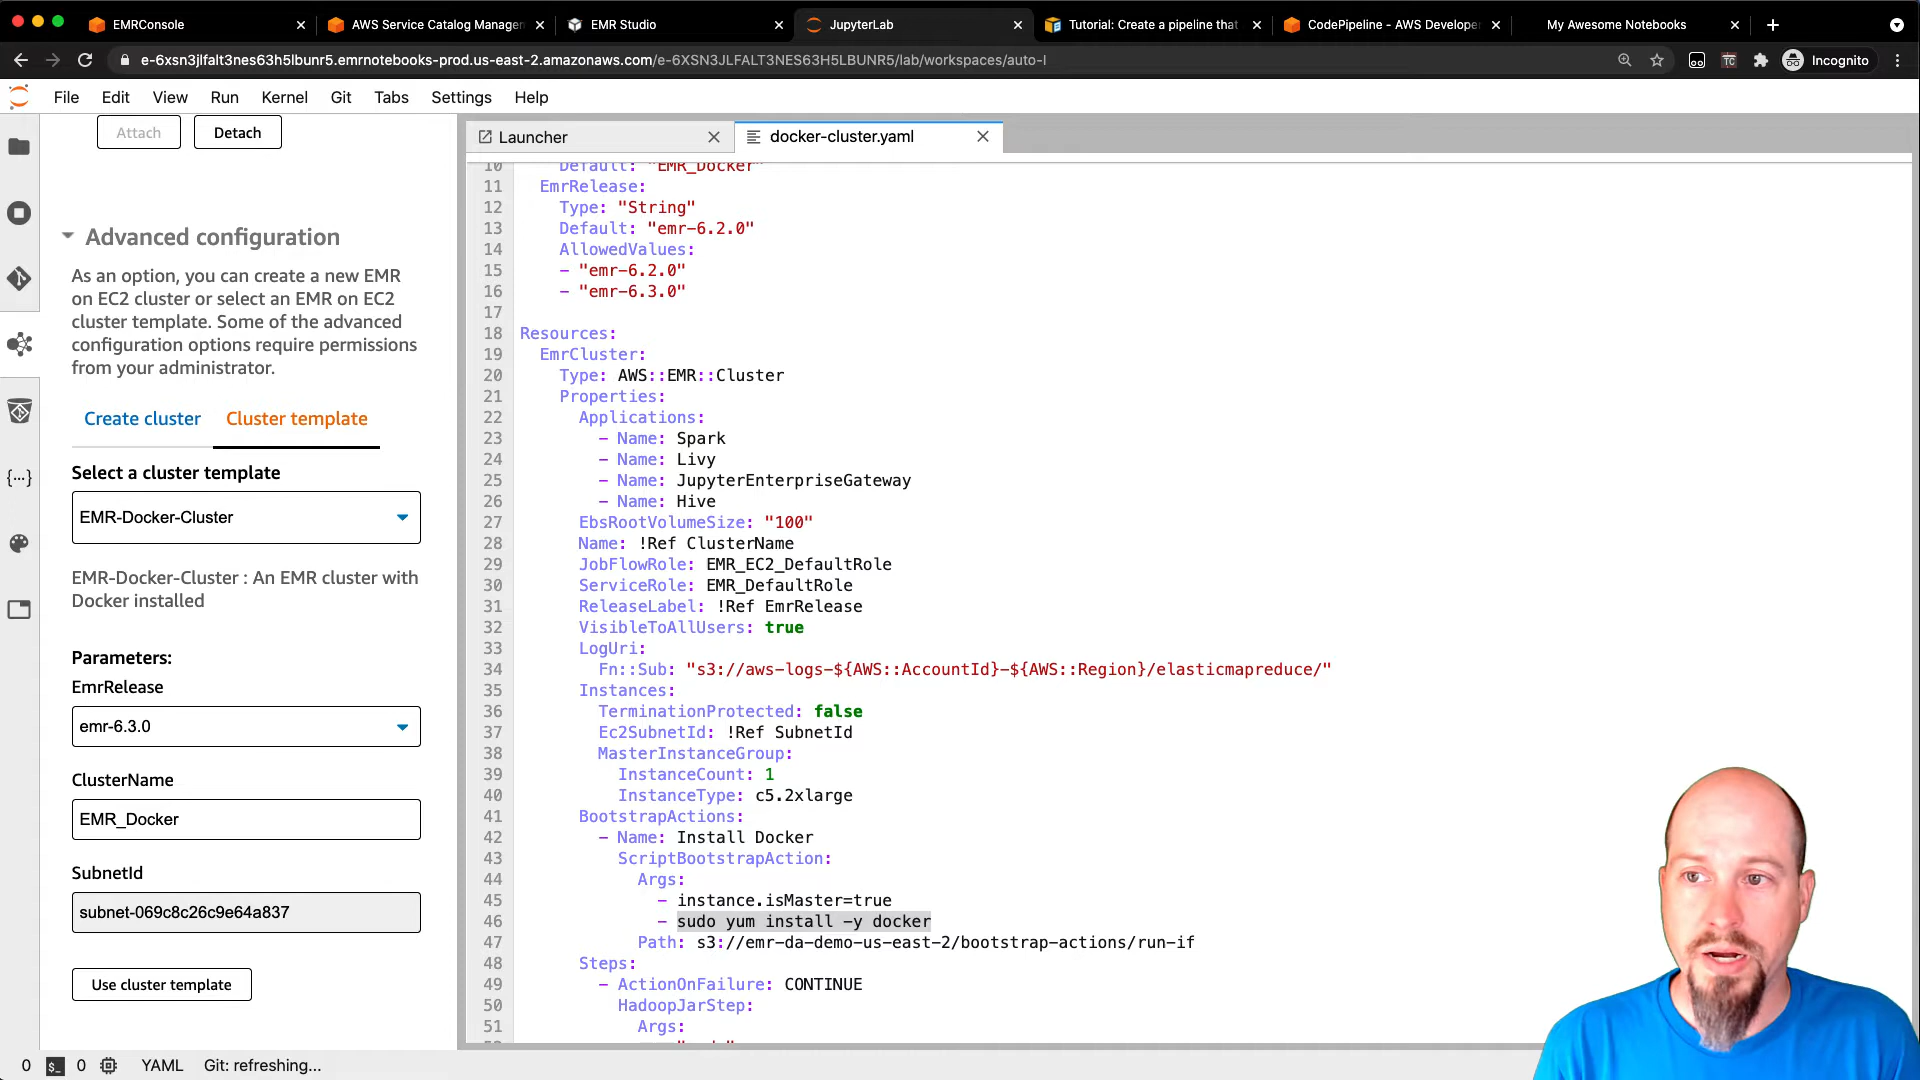 EMRConsole
AWS Service Catalog Managem
EMR Studio
JupyterLab
Tutorial: Create a pipeline that
CodePipeline - AWS Developer
My Awesome Notebooks
e-6xsn3jlfalt3nes63h5lbunr5.emrnotebooks-prod.us-east-2.amazonaws.com/e-6XSN3JLFALT3NES63H5LBUNR5/lab/workspaces/auto-l
TC
Incognito
File Edit View Run Kernel Git Tabs Settings Help
Attach Detach
Advanced configuration
As an option, you can create a new EMR
on EC2 cluster or select an EMR on EC2
cluster template. Some of the advanced
configuration options require permissions
from your administrator.
Create cluster Cluster template
Select a cluster template
EMR-Docker-Cluster
EMR-Docker-Cluster : An EMR cluster with
Docker installed
Parameters:
EmrRelease
emr-6.3.0
ClusterName
EMR_Docker
SubnetId
subnet-069c8c26c9e64a837
Use cluster template
Launcher
docker-cluster.yaml
10 Default: "EMR_Docker"
11 EmrRelease:
12 Type: "String"
13 Default: "emr-6.2.0"
14 AllowedValues:
15 - "emr-6.2.0"
16 - "emr-6.3.0"
17
18 Resources:
19 EmrCluster:
20 Type: AWS::EMR::Cluster
21 Properties:
22 Applications:
23 - Name: Spark
24 - Name: Livy
25 - Name: JupyterEnterpriseGateway
26 - Name: Hive
27 EbsRootVolumeSize: "100"
28 Name: !Ref ClusterName
29 JobFlowRole: EMR_EC2_DefaultRole
30 ServiceRole: EMR_DefaultRole
31 ReleaseLabel: !Ref EmrRelease
32 VisibleToAllUsers: true
33 LogUri:
34 Fn::Sub: "s3://aws-logs-${AWS::AccountId}-${AWS::Region}/elasticmapreduce/"
35 Instances:
36 TerminationProtected: false
37 Ec2SubnetId: !Ref SubnetId
38 MasterInstanceGroup:
39 InstanceCount: 1
40 InstanceType: c5.2xlarge
41 BootstrapActions:
42 - Name: Install Docker
43 ScriptBootstrapAction:
44 Args:
45 - instance.isMaster=true
46 - sudo yum install -y docker
47 Path: s3://emr-da-demo-us-east-2/bootstrap-actions/run-if
48 Steps:
49 - ActionOnFailure: CONTINUE
50 HadoopJarStep:
51 Args:
0 $_ 0 YAML Git: refreshing...